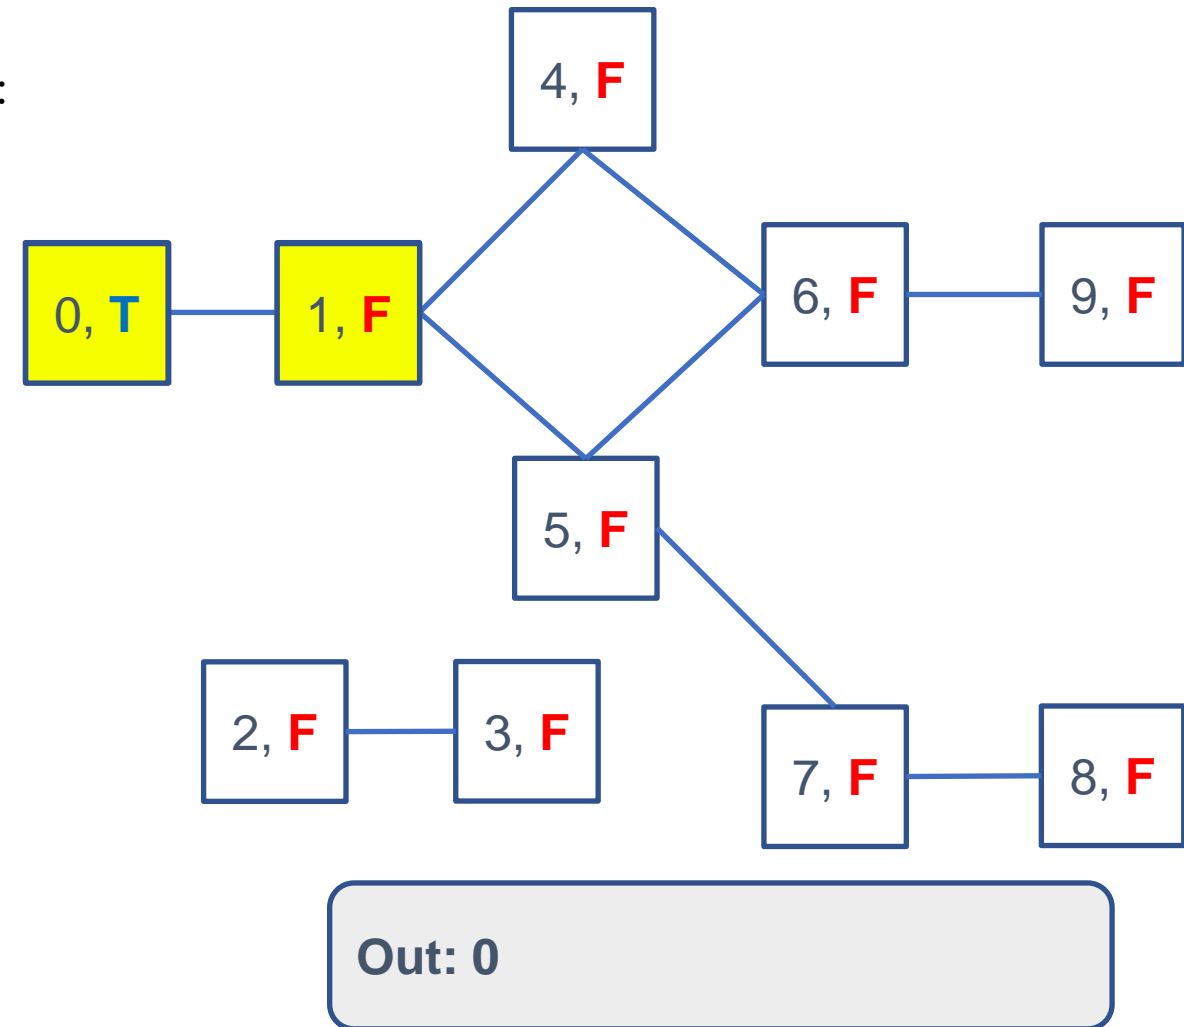 :
4, F
0, T
1, F
6, F
9, F
5, F
2, F
3, F
7, F
8, F
Out: 0